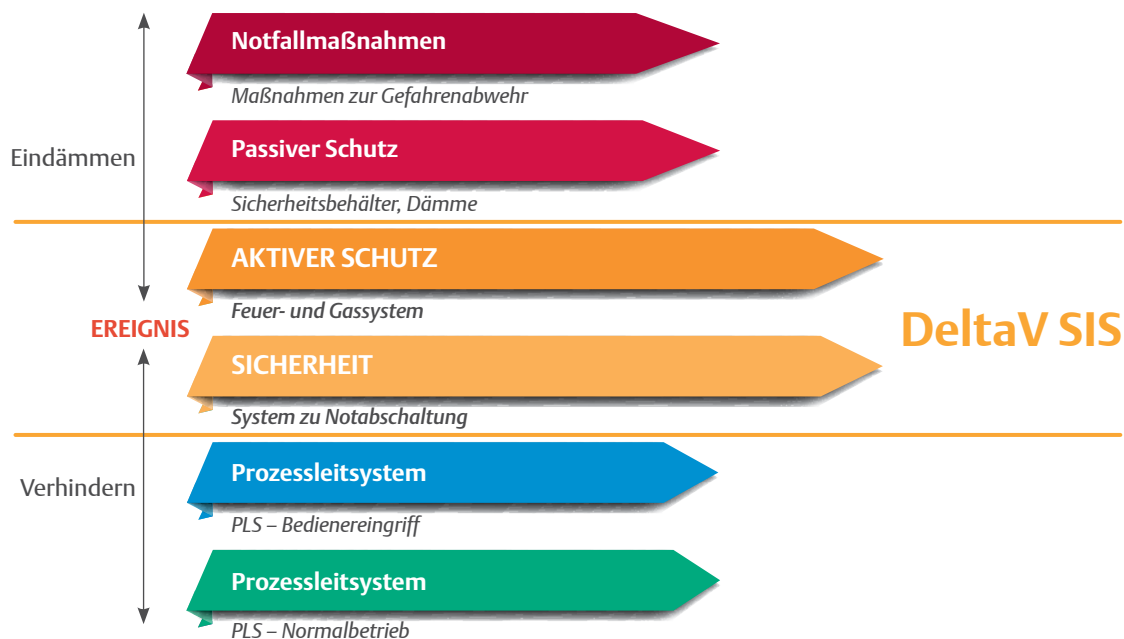 Notfallmaßnahmen
Maßnahmen zur Gefahrenabwehr
Eindämmen
Passiver Schutz
Sicherheitsbehälter, Dämme
AKTIVER SCHUTZ
Feuer- und Gassystem
EREIGNIS
DeltaV SIS
SICHERHEIT
System zu Notabschaltung
Prozessleitsystem
Verhindern
PLS – Bedienereingriff
Prozessleitsystem
PLS – Normalbetrieb